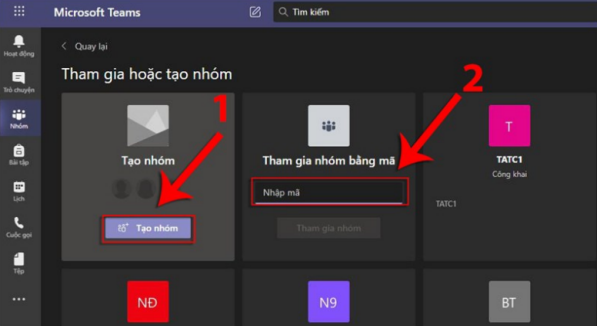 Microsoft Teams
Tìm kiếm
Hoạt động
Trò chuyện
Nhóm
Bài tập
Lịch
Cuộc gọi
Tệp
Quay lại
Tham gia hoặc tạo nhóm
1
2
Tạo nhóm
Tạo nhóm
Tham gia nhóm bằng mã
Nhập mã
Tham gia nhóm
T
TATC1
Công khai
TATC1
NĐ
N9
BT